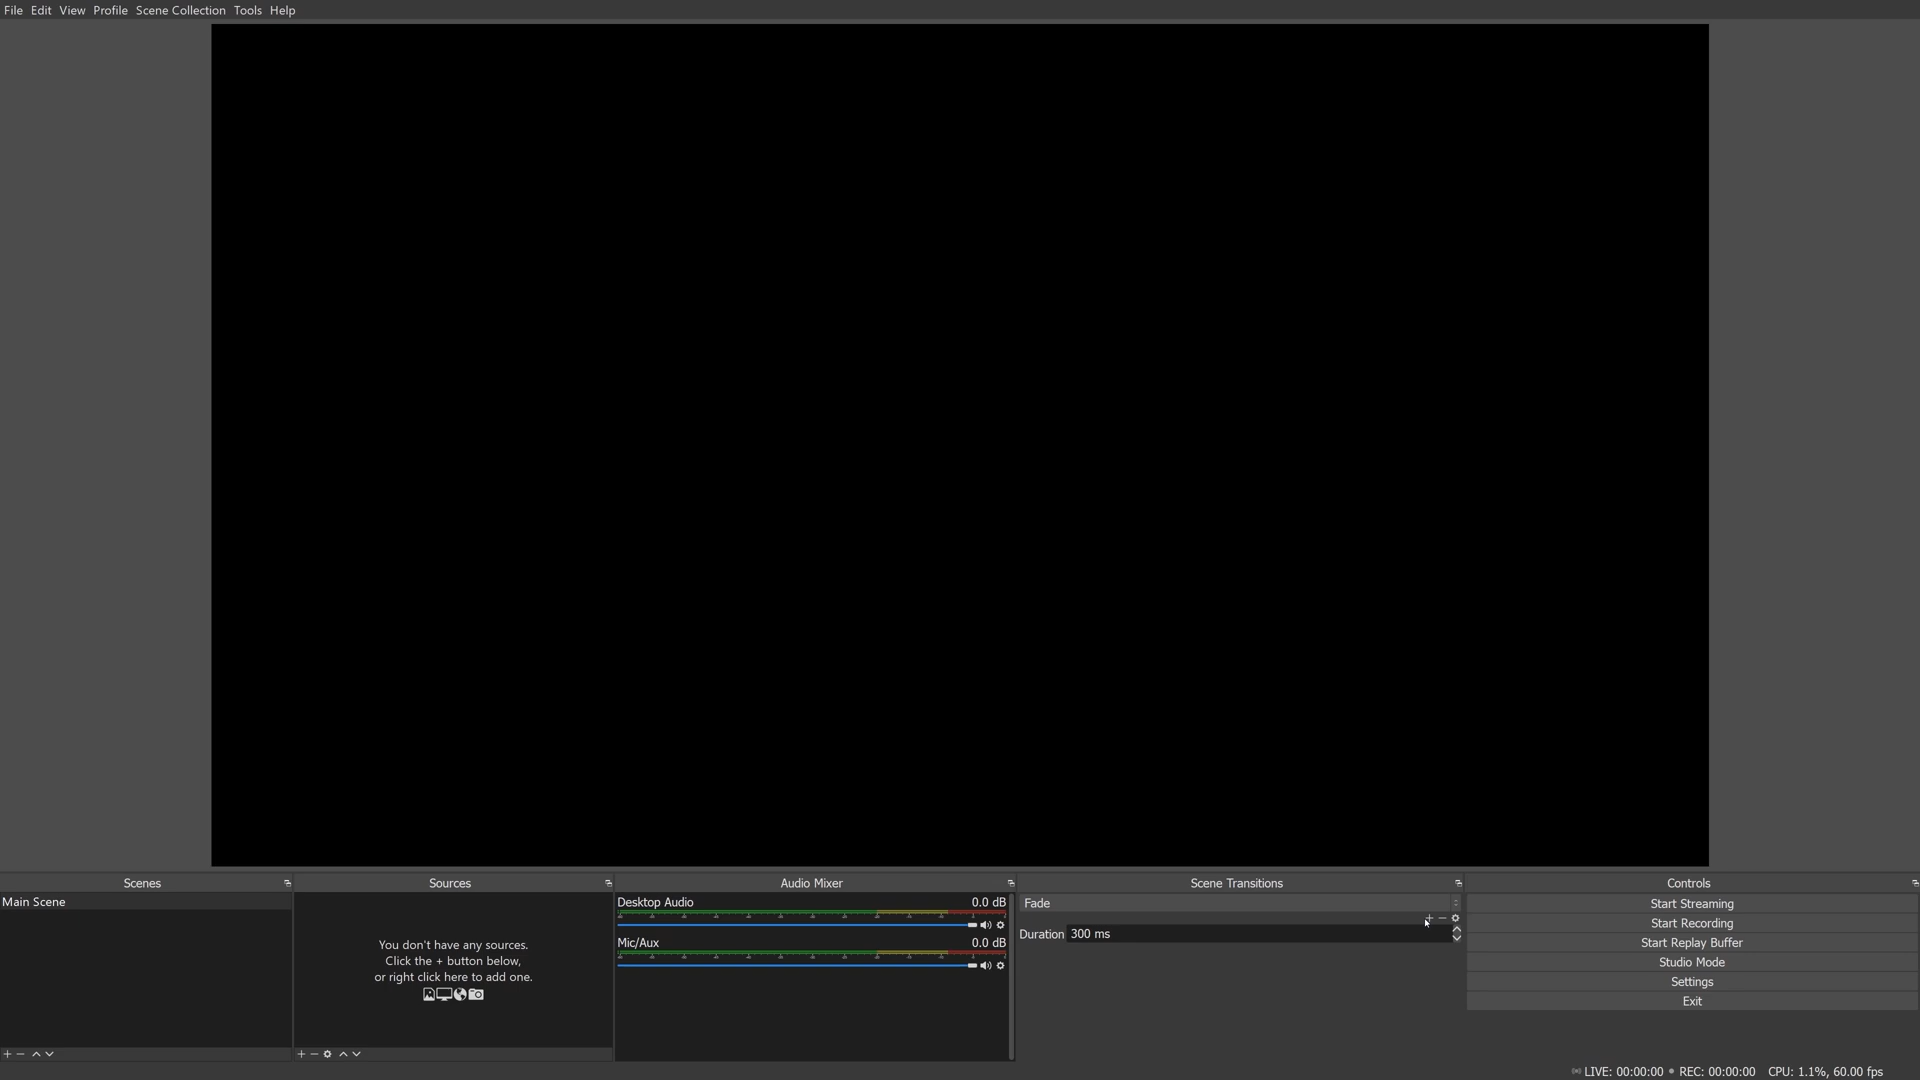 File Edit View Profile Scene Collection Tools Help
Scenes
Main Scene
Sources
You don't have any sources.
Click the + button below,
or right click here to add one.
Audio Mixer
Desktop Audio 0.0 dB
Mic/Aux 0.0 dB
Scene Transitions
Fade
Duration 300 ms
Controls
Start Streaming
Start Recording
Start Replay Buffer
Studio Mode
Settings
Exit
LIVE: 00:00:00 REC: 00:00:00 CPU: 1.1%, 60.00 fps